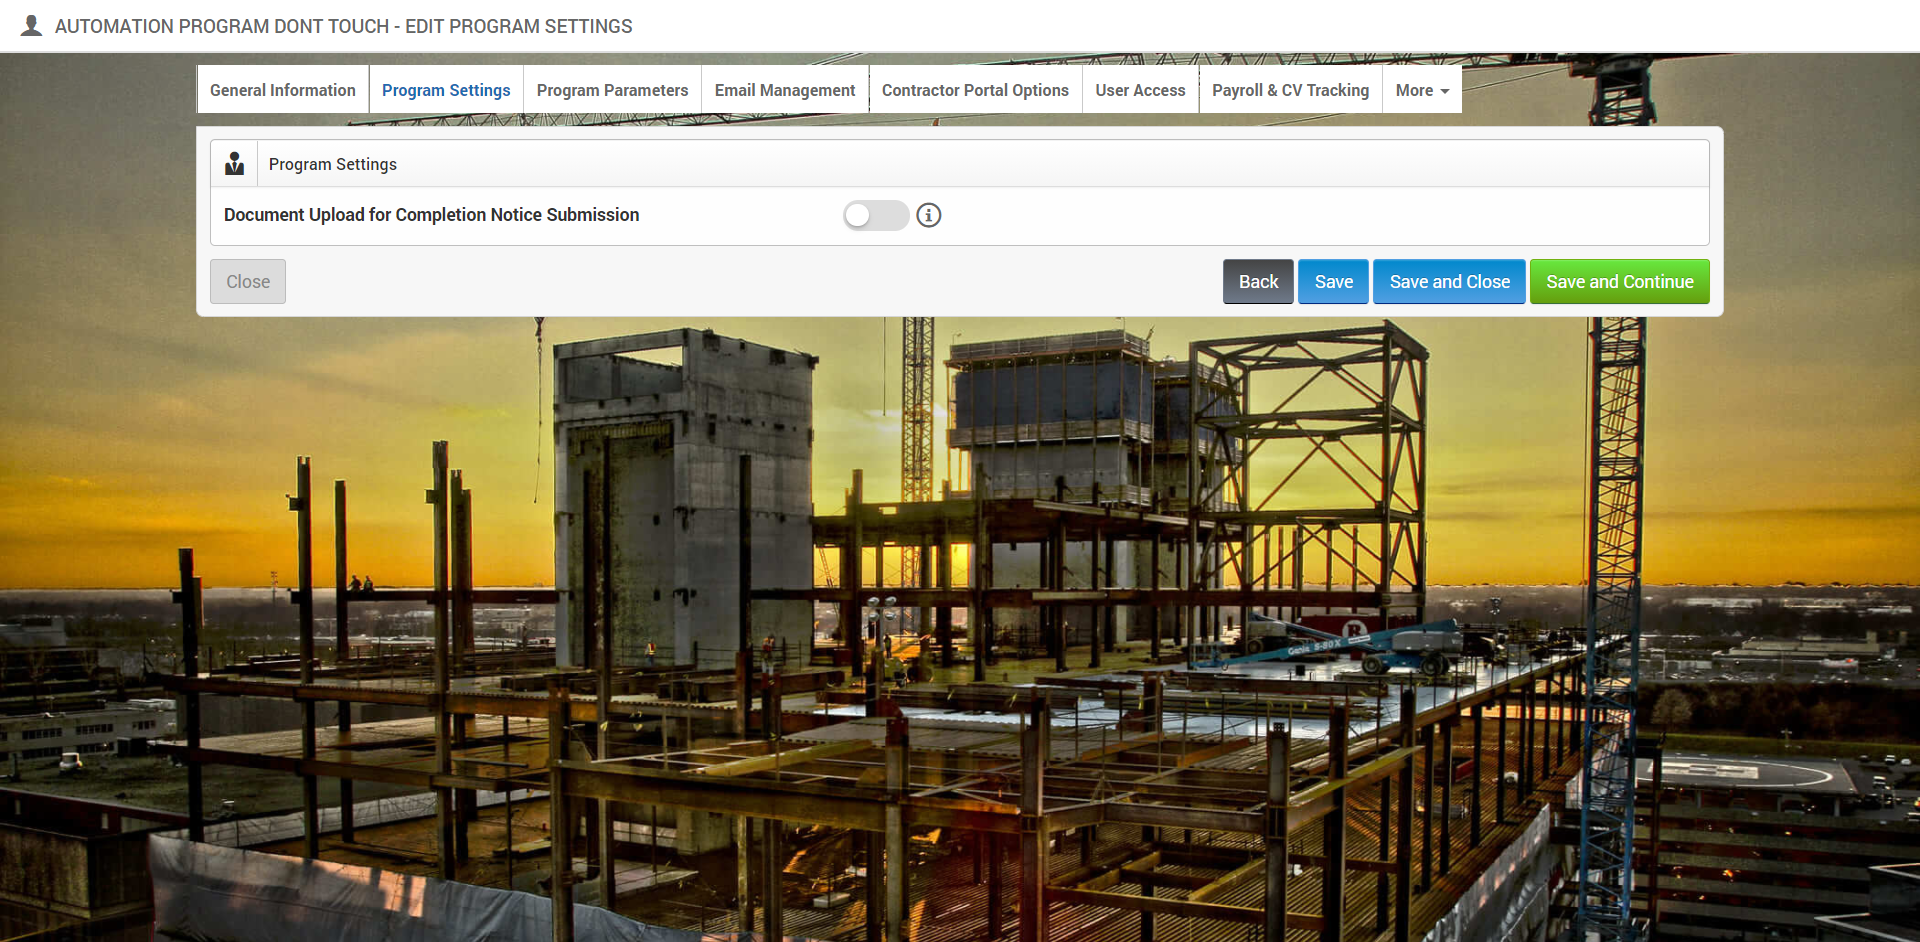 AUTOMATION PROGRAM DONT TOUCH - EDIT PROGRAM SETTINGS
General Information
Program Settings
Program Parameters
Email Management
Contractor Portal Options
User Access
Payroll & CV Tracking
More
Program Settings
Document Upload for Completion Notice Submission
Close
Back
Save
Save and Close
Save and Continue
Genie S-80X
R